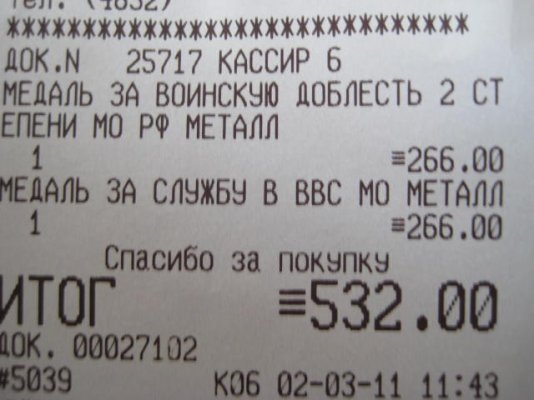 тел. (4832)
*******************************
ДОК.N 25717 КАССИР 6
МЕДАЛЬ ЗА ВОИНСКУЮ ДОБЛЕСТЬ 2 СТ
ЕПЕНИ МО РФ МЕТАЛЛ
1 ≡266.00
МЕДАЛЬ ЗА СЛУЖБУ В ВВС МО МЕТАЛЛ
1 ≡266.00
Спасибо за покупку
ИТОГ ≡532.00
ДОК. 00027102
#5039 К06 02-03-11 11:43